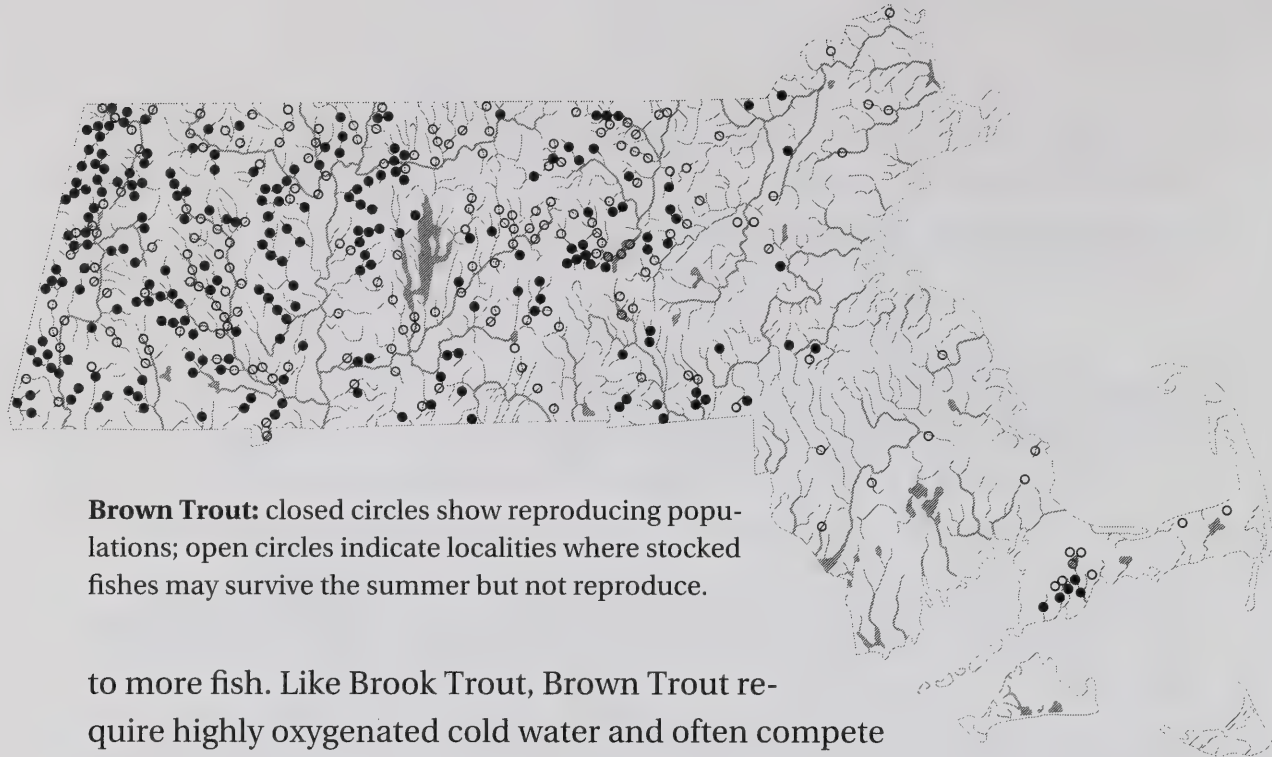 Brown Trout: closed circles show reproducing popu-
lations; open circles indicate localities where stocked
fishes may survive the summer but not reproduce.
to more fish. Like Brook Trout, Brown Trout re-
quire highly oxygenated cold water and often compete